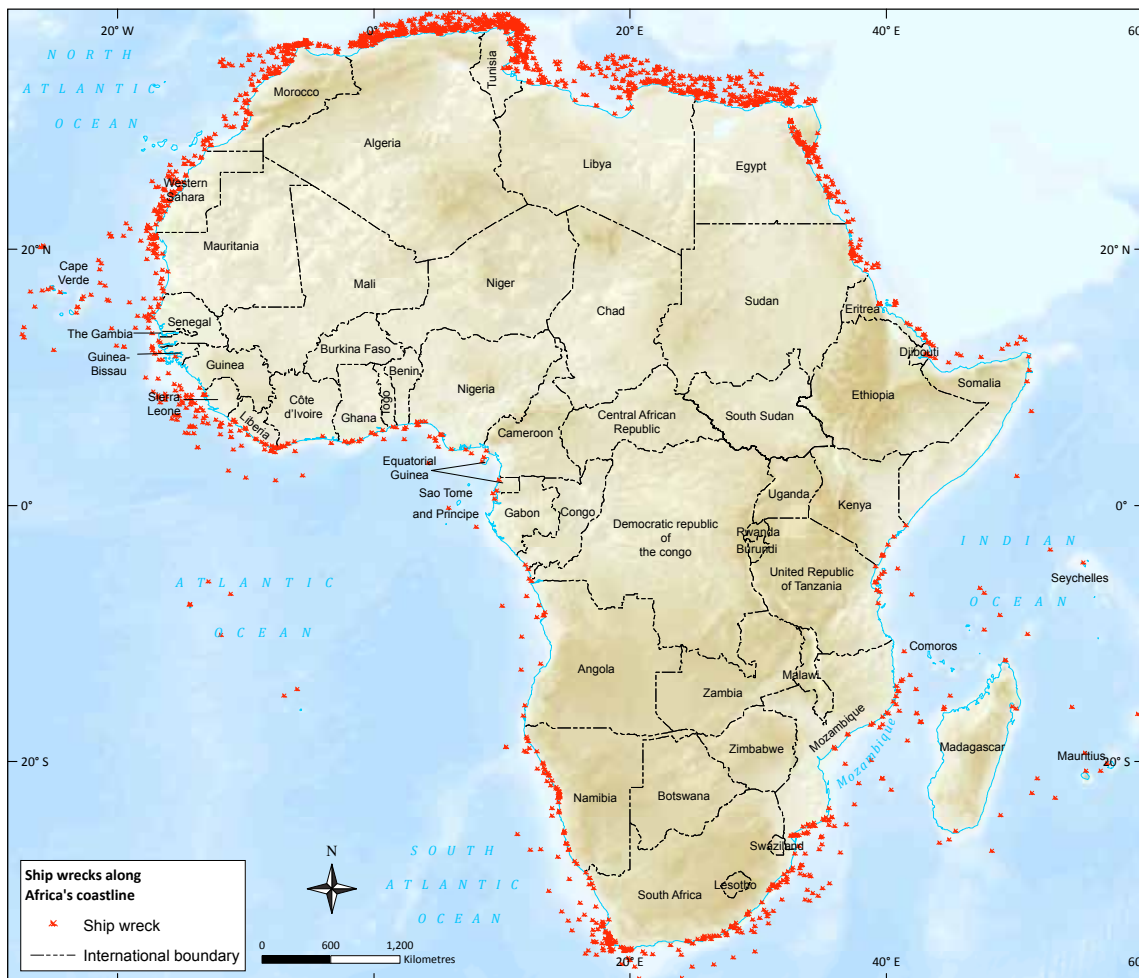 20° W
0°
20° E
40° E
60° E
NORTH
ATLANTIC
OCEAN
Morocco
Tunisia
Algeria
Libya
Egypt
Western
Sahara
20° N
20° N
Mauritania
Cape
Verde
Mali
Niger
Chad
Sudan
Eritrea
Senegal
The Gambia
Guinea-
Bissau
Burkina Faso
Djibouti
Guinea
Benin
Nigeria
Somalia
Ethiopia
Sierra
Leone
Côte
d'Ivoire
Togo
Ghana
Liberia
Central African
Republic
South Sudan
Cameroon
Equatorial
Guinea
Sao Tome
and Principe
Uganda
Kenya
0°
0°
Gabon
Congo
Democratic republic
of
the congo
Rwanda
Burundi
INDIAN
OCEAN
Seychelles
United Republic
of Tanzania
ATLANTIC
OCEAN
Comoros
Angola
Malawi
Zambia
Mozambique
Mozambique
Zimbabwe
Madagascar
Mauritius
20° S
20° S
Namibia
Botswana
Swaziland
SOUTH
ATLANTIC
OCEAN
Lesotho
South Africa
Ship wrecks along
Africa's coastline
Ship wreck
International boundary
N
0 600 1,200
Kilometres
20° E
40° E